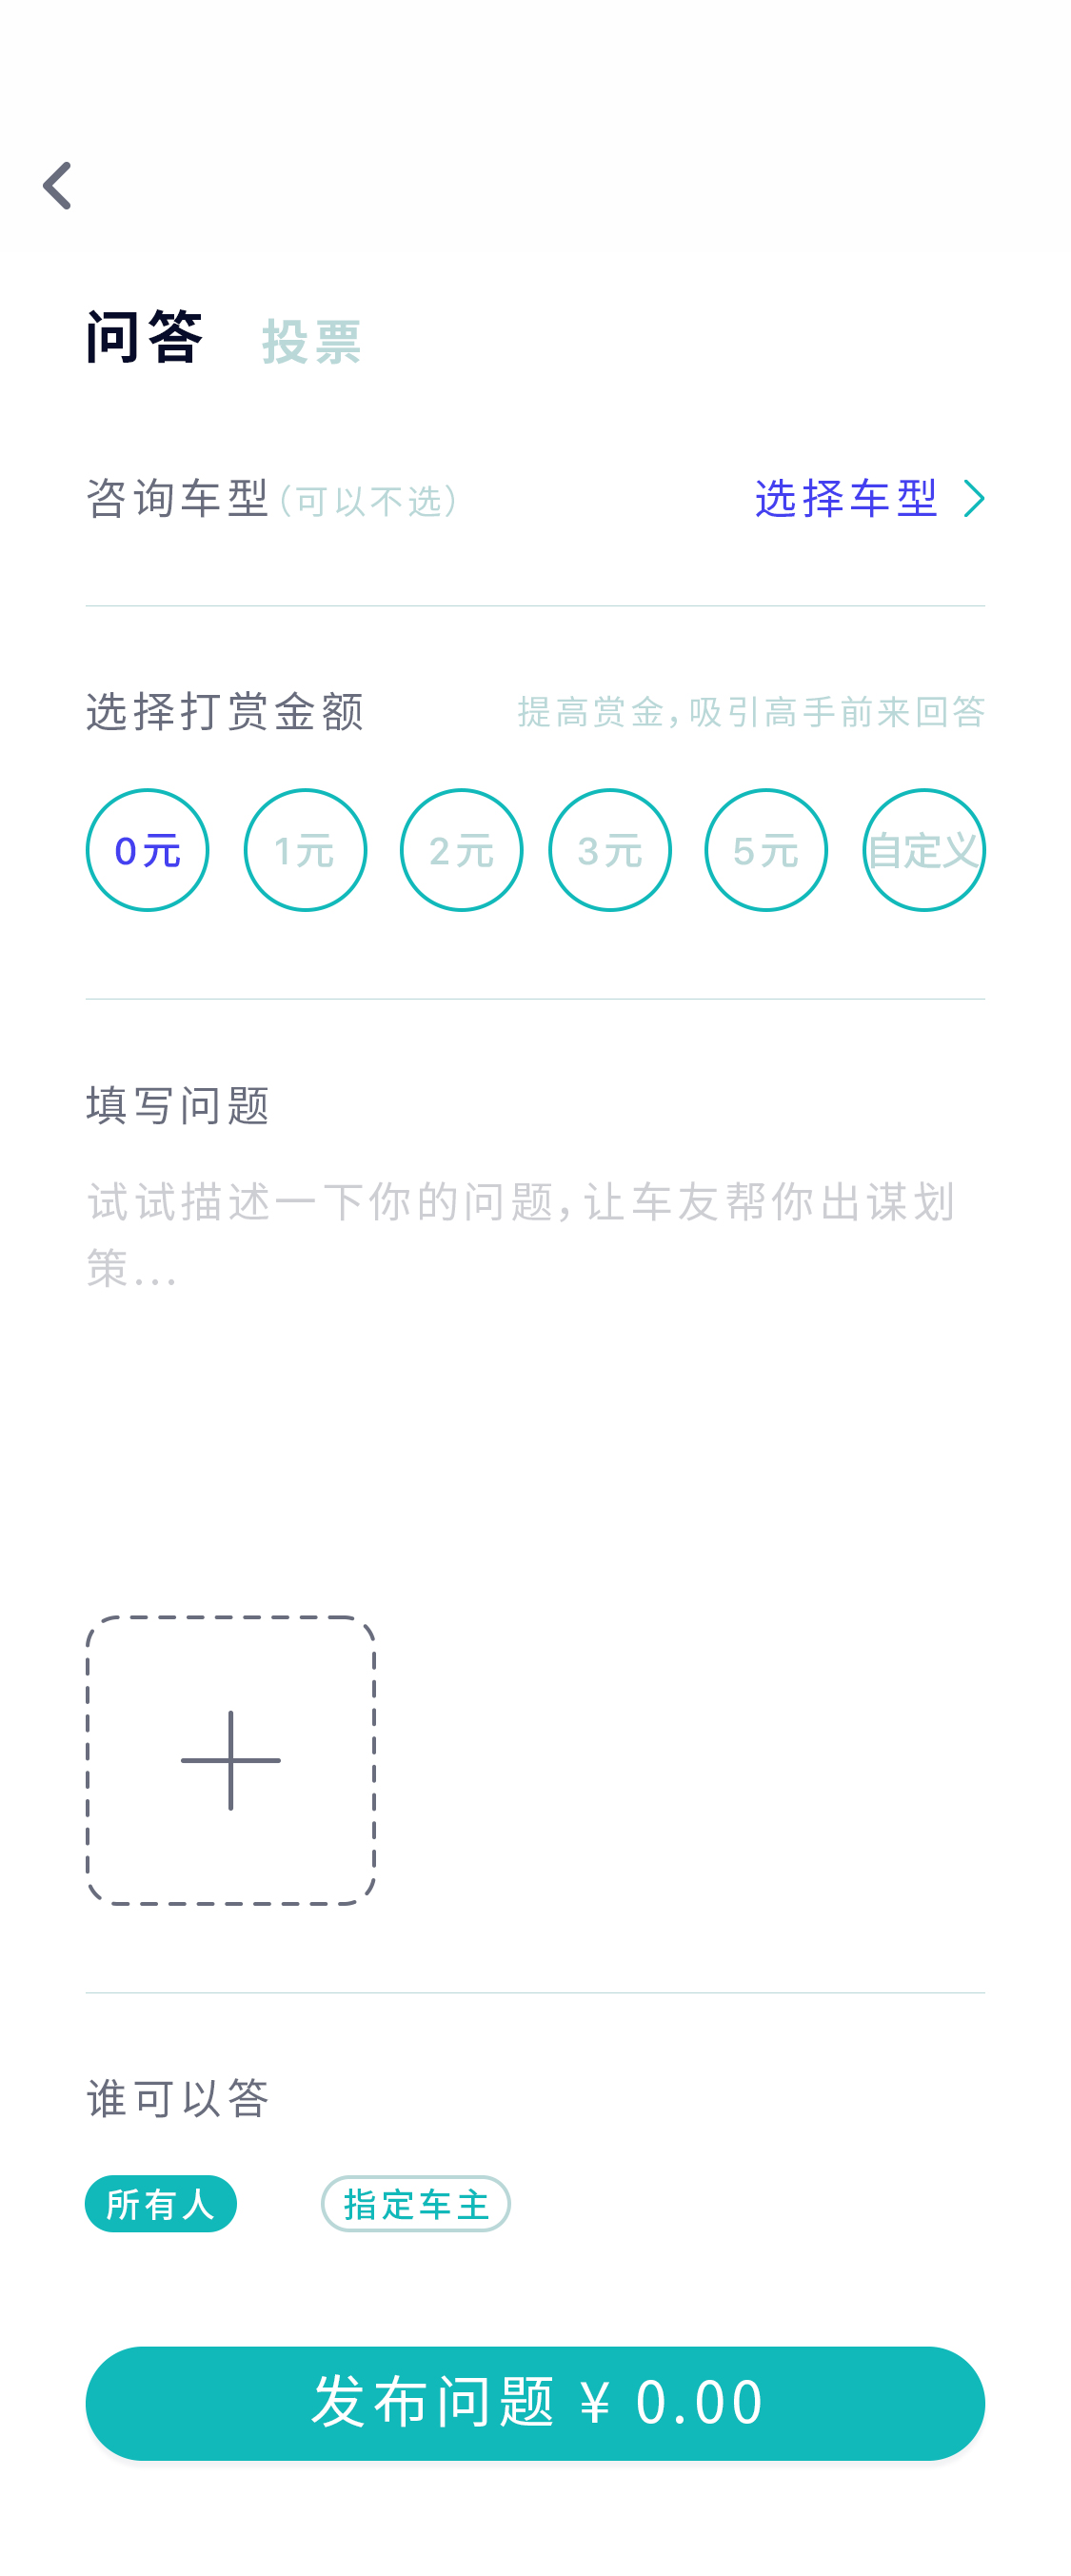 问答 投票
咨询车型（可以不选） 选择车型
选择打赏金额 提高赏金，吸引高手前来回答
0元 1元 2元 3元 5元 自定义
填写问题
试试描述一下你的问题，让车友帮你出谋划
策...
谁可以答
所有人 指定车主
发布问题 ¥ 0.00